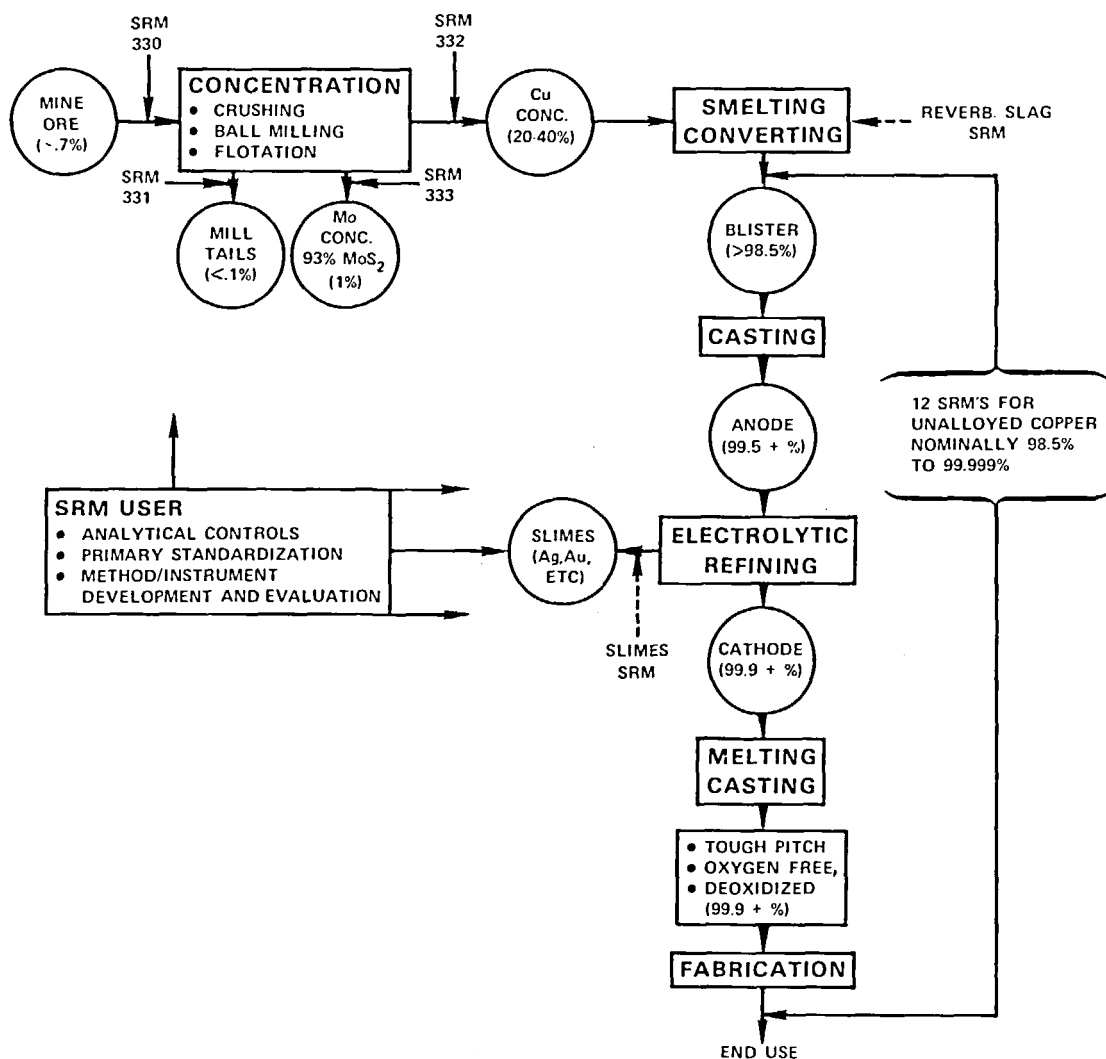 SRM
330
SRM
332
MINE
ORE
(~.7%)
CONCENTRATION
• CRUSHING
• BALL MILLING
• FLOTATION
Cu
CONC.
(20-40%)
SMELTING
CONVERTING
REVERB. SLAG
SRM
SRM
331
SRM
333
MILL
TAILS
(<.1%)
Mo
CONC.
93% MoS2
(1%)
BLISTER
(>98.5%)
CASTING
ANODE
(99.5 + %)
12 SRM'S FOR
UNALLOYED COPPER
NOMINALLY 98.5%
TO 99.999%
SRM USER
• ANALYTICAL CONTROLS
• PRIMARY STANDARDIZATION
• METHOD/INSTRUMENT
DEVELOPMENT AND EVALUATION
SLIMES
(Ag,Au,
ETC)
ELECTROLYTIC
REFINING
SLIMES
SRM
CATHODE
(99.9 + %)
MELTING
CASTING
• TOUGH PITCH
• OXYGEN FREE,
• DEOXIDIZED
(99.9 + %)
FABRICATION
END USE